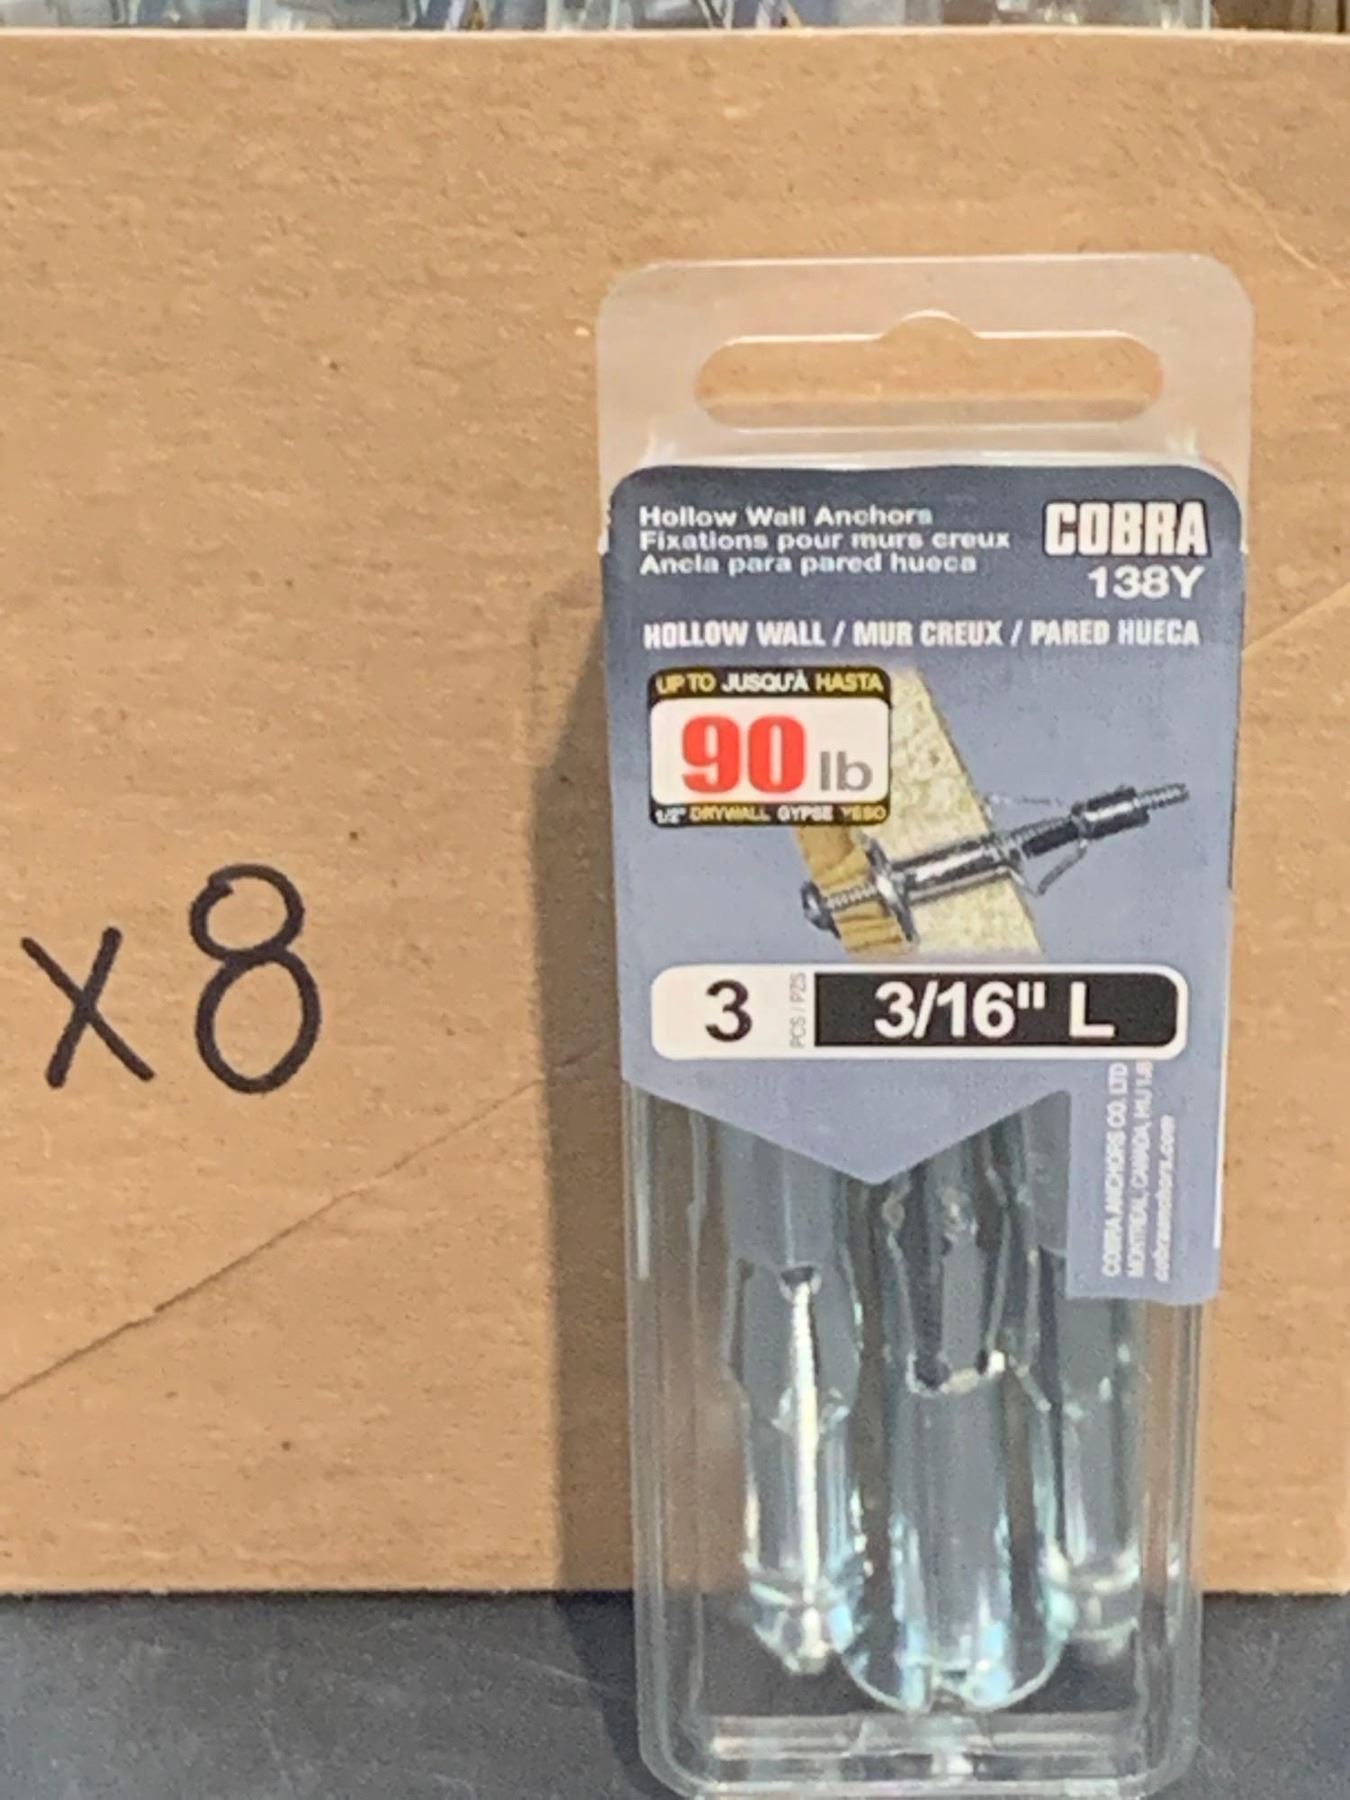 Hollow Wall Anchors
Fixations pour murs creux
Ancla para pared hueca
COBRA
138Y
HOLLOW WALL / MUR CREUX / PARED HUECA
UP TO JUSQU'À HASTA
90 lb
1/2" DRYWALL GYPSE YESO
x8
3 PCS / PZS 3/16" L
COBRA ANCHORS CO. LTD
MONTREAL, CANADA, H1J 1
cobraanchors.com